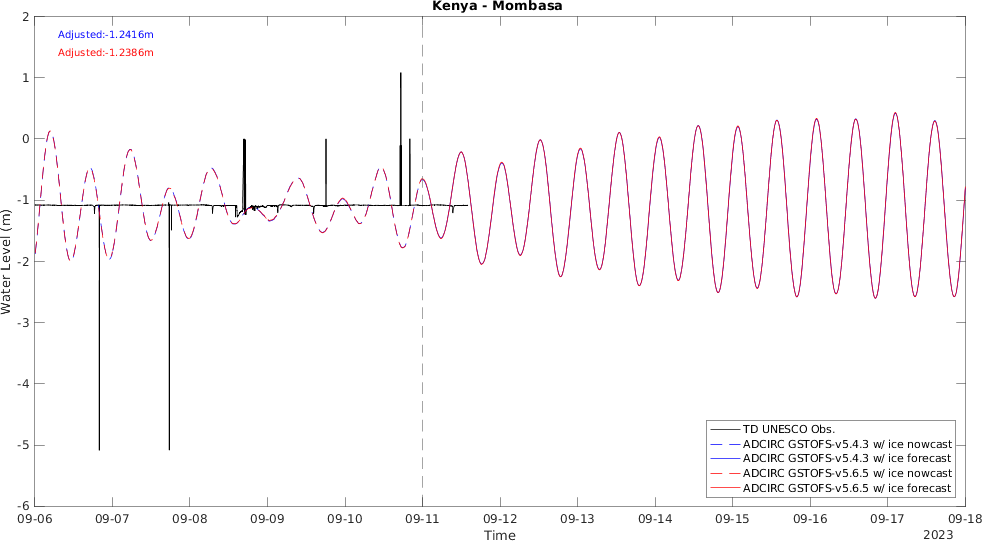 Kenya - Mombasa
Adjusted:-1.2416m
Adjusted:-1.2386m
2
1
0
-1
-2
-3
-4
-5
-6
Water Level (m)
TD UNESCO Obs.
ADCIRC GSTOFS-v5.4.3 w/ ice nowcast
ADCIRC GSTOFS-v5.4.3 w/ ice forecast
ADCIRC GSTOFS-v5.6.5 w/ ice nowcast
ADCIRC GSTOFS-v5.6.5 w/ ice forecast
09-06 09-07 09-08 09-09 09-10 09-11 09-12 09-13 09-14 09-15 09-16 09-17 09-18
Time
2023